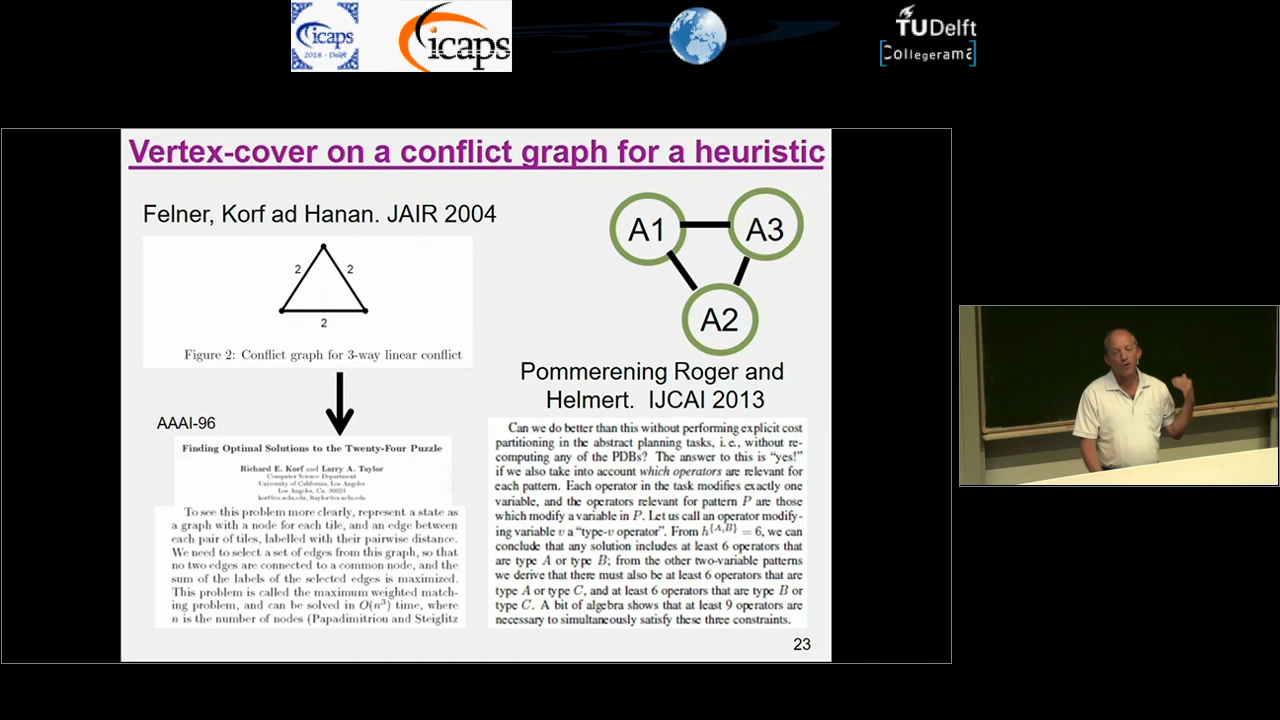 icaps
2018 - Delft
icaps
TUDelft
Collegerama
Vertex-cover on a conflict graph for a heuristic
Felner, Korf ad Hanan. JAIR 2004
2
2
2
Figure 2: Conflict graph for 3-way linear conflict
A1
A3
A2
Pommerening Roger and
Helmert. IJCAI 2013
AAAI-96
Finding Optimal Solutions to the Twenty-Four Puzzle
Richard E. Korf and Larry A. Taylor
Computer Science Department
University of California, Los Angeles
Los Angeles, Ca. 90024
korf@cs.ucla.edu, ltaylor@cs.ucla.edu
To see this problem more clearly, represent a state as
a graph with a node for each tile, and an edge between
each pair of tiles, labelled with their pairwise distance.
We need to select a set of edges from this graph, so that
no two edges are connected to a common node, and the
sum of the labels of the selected edges is maximized.
This problem is called the maximum weighted match-
ing problem, and can be solved in O(n³) time, where
n is the number of nodes (Papadimitriou and Steiglitz
Can we do better than this without performing explicit cost
partitioning in the abstract planning tasks, i.e., without re-
computing any of the PDBs? The answer to this is "yes!"
if we also take into account which operators are relevant for
each pattern. Each operator in the task modifies exactly one
variable, and the operators relevant for pattern P are those
which modify a variable in P. Let us call an operator modify-
ing variable v a "type-v operator". From h{A,B} = 6, we can
conclude that any solution includes at least 6 operators that
are type A or type B; from the other two-variable patterns
we derive that there must also be at least 6 operators that are
type A or type C, and at least 6 operators that are type B or
type C. A bit of algebra shows that at least 9 operators are
necessary to simultaneously satisfy these three constraints.
23